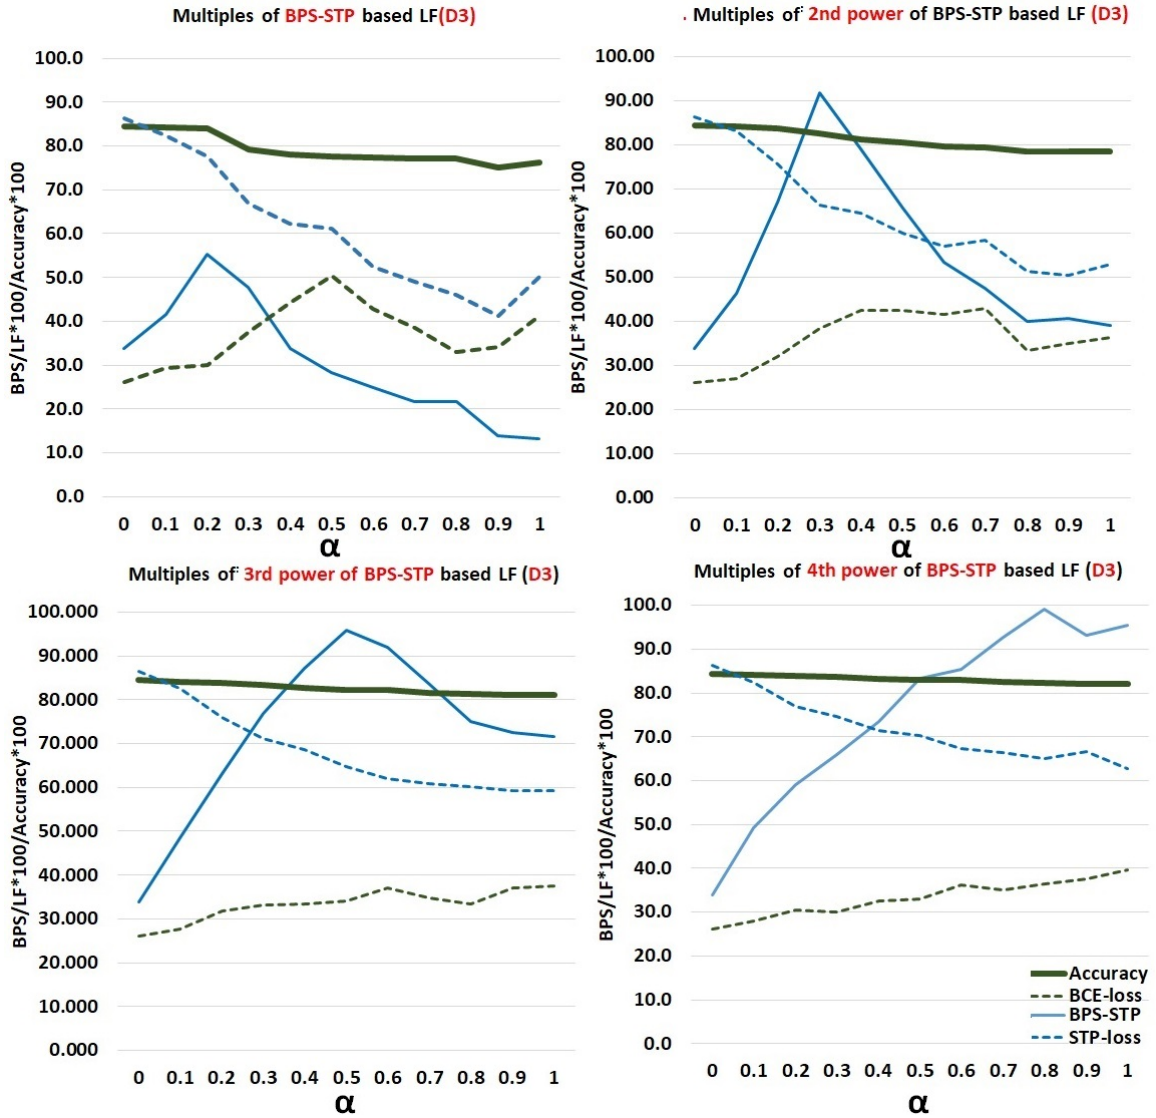 Multiples of BPS-STP based LF(D3)
100.0
90.0
80.0
70.0
60.0
50.0
40.0
30.0
20.0
10.0
0.0
BPS/LF*100/Accuracy*100
0 0.1 0.2 0.3 0.4 0.5 0.6 0.7 0.8 0.9 1
α
. Multiples of 2nd power of BPS-STP based LF (D3)
100.00
90.00
80.00
70.00
60.00
50.00
40.00
30.00
20.00
10.00
0.00
BPS/LF*100/Accuracy*100
0 0.1 0.2 0.3 0.4 0.5 0.6 0.7 0.8 0.9 1
α
Multiples of 3rd power of BPS-STP based LF (D3)
100.000
90.000
80.000
70.000
60.000
50.000
40.000
30.000
20.000
10.000
0.000
BPS/LF*100/Accuracy*100
0 0.1 0.2 0.3 0.4 0.5 0.6 0.7 0.8 0.9 1
α
Multiples of 4th power of BPS-STP based LF (D3)
100.0
90.0
80.0
70.0
60.0
50.0
40.0
30.0
20.0
10.0
0.0
BPS/LF*100/Accuracy*100
0 0.1 0.2 0.3 0.4 0.5 0.6 0.7 0.8 0.9 1
α
Accuracy
BCE-loss
BPS-STP
STP-loss